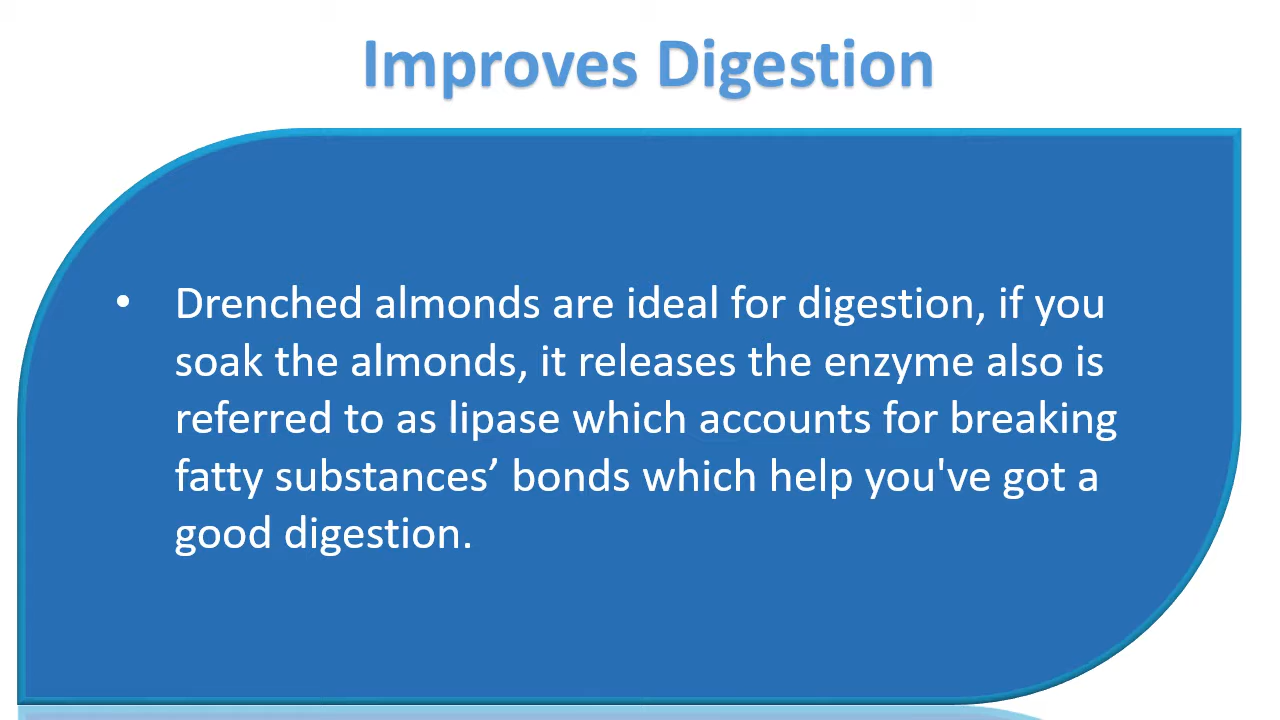 Improves Digestion
• Drenched almonds are ideal for digestion, if you
soak the almonds, it releases the enzyme also is
referred to as lipase which accounts for breaking
fatty substances’ bonds which help you've got a
good digestion.